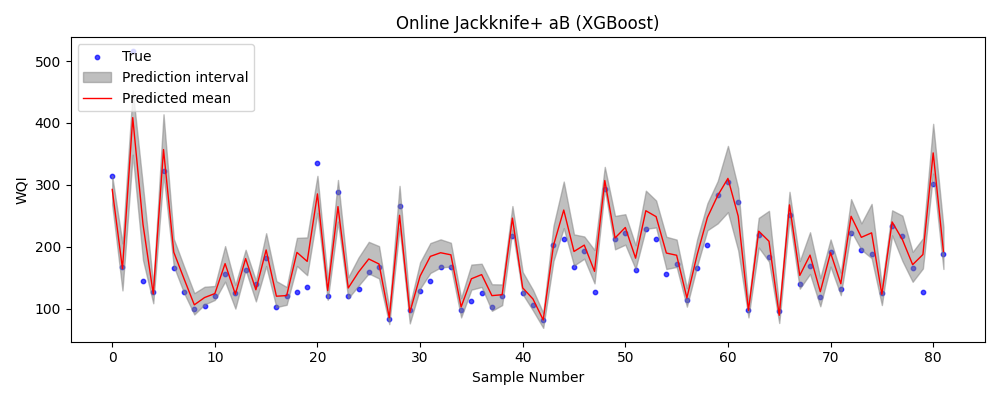 Online Jackknife+ aB (XGBoost)
True
Prediction interval
Predicted mean
500
400
300
200
100
WQI
0 10 20 30 40 50 60 70 80
Sample Number